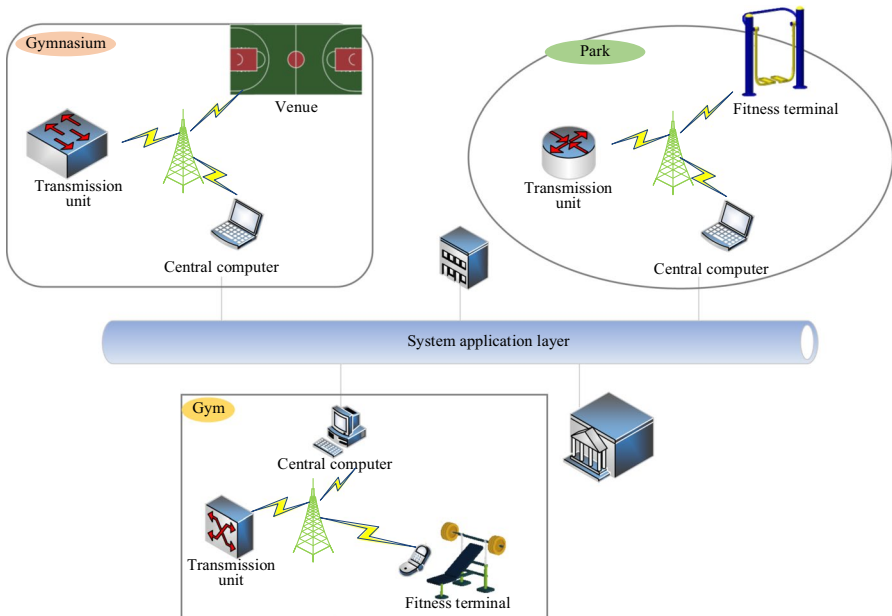 Gymnasium
Venue
Transmission
unit
Central computer
Park
Fitness terminal
Transmission
unit
Central computer
System application layer
Gym
Central computer
Transmission
unit
Fitness terminal